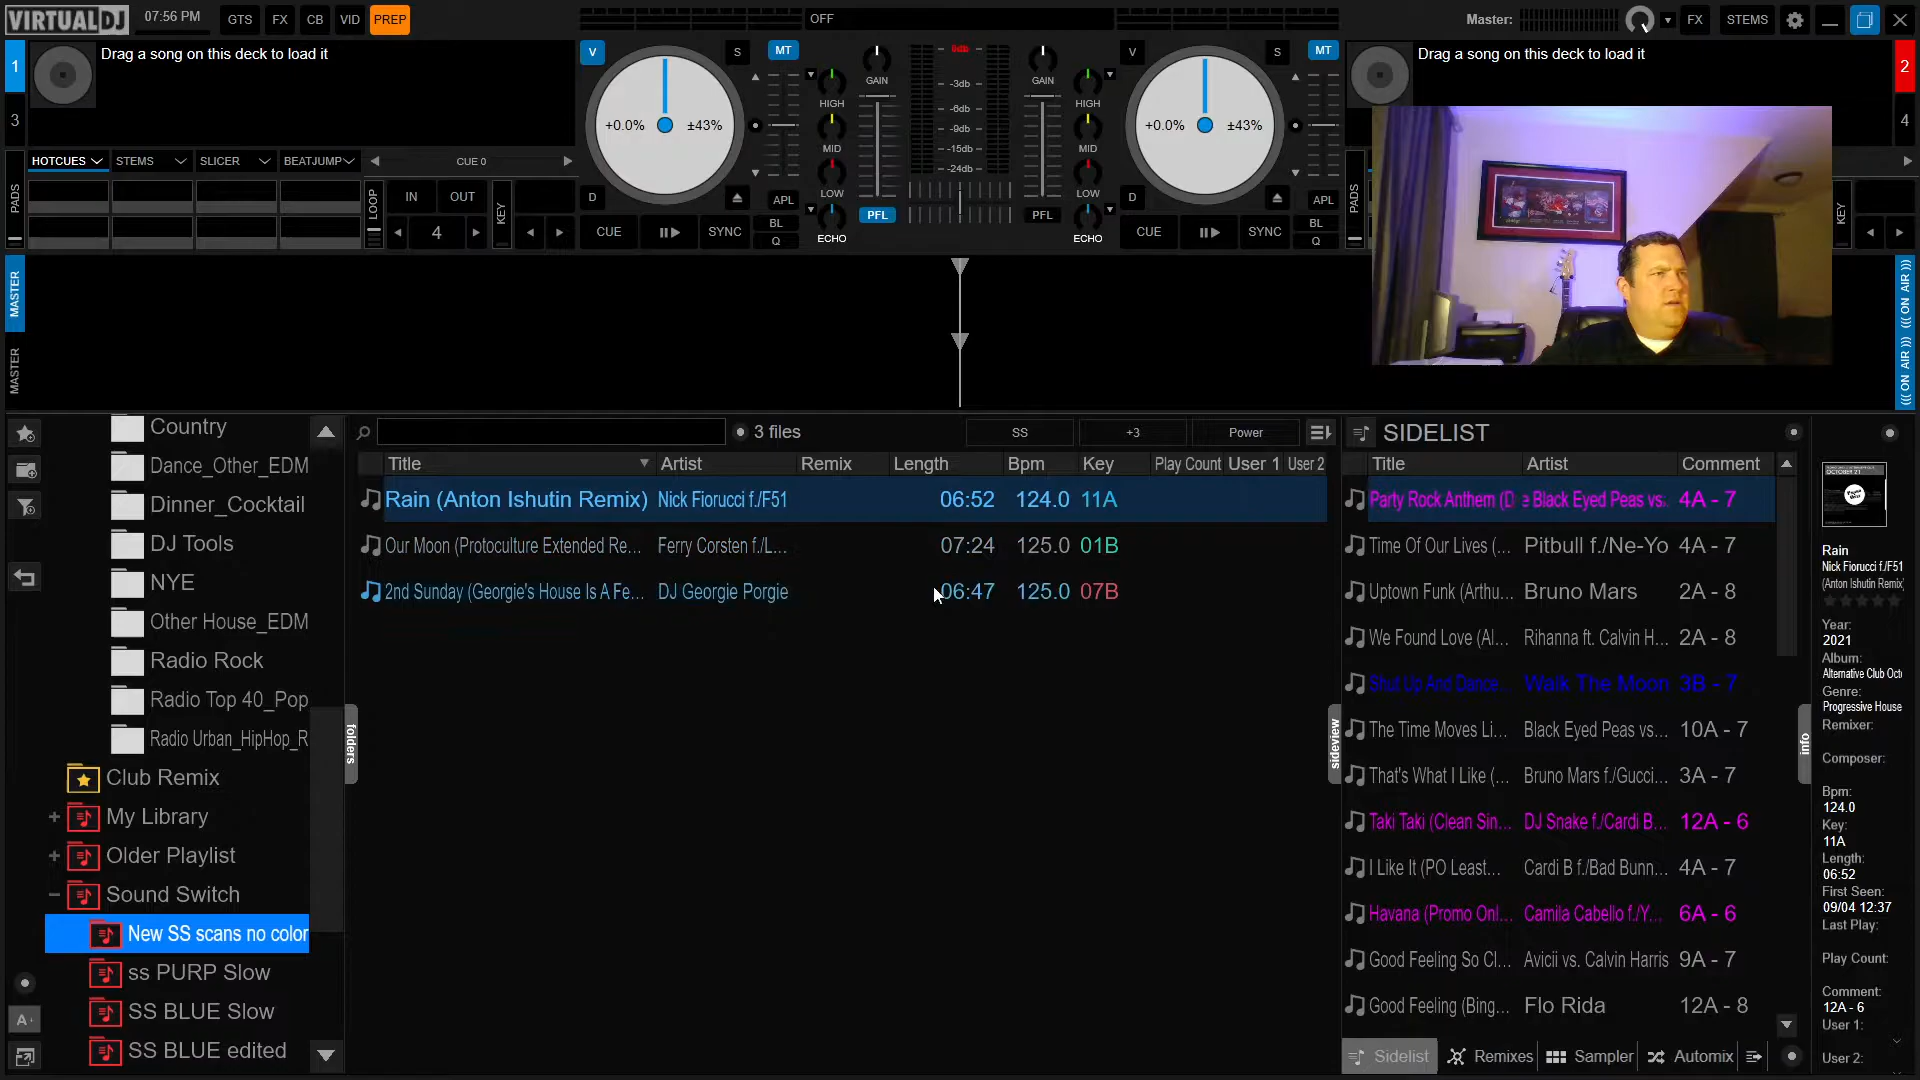 VIRTUALDJ 07:56 PM GTS FX CB VID PREP OFF Master: FX STEMS
1 Drag a song on this deck to load it V S MT MT V S MT Drag a song on this deck to load it 2
3 4
+0.0% ±43% GAIN 0db GAIN +0.0% ±43%
HIGH -3db HIGH
-6db
-9db
MID -15db MID
-24db
LOW LOW
HOTCUES STEMS SLICER BEATJUMP CUE 0
PADS LOOP IN OUT KEY D APL D APL PADS KEY
4 CUE SYNC BL Q ECHO PFL PFL ECHO CUE SYNC BL Q
MASTER
MASTER
((( ON AIR )))
((( ON AIR )))
Country
Dance_Other_EDM
Dinner_Cocktail
DJ Tools
NYE
Other House_EDM
Radio Rock
Radio Top 40_Pop
Radio Urban_HipHop_R
Club Remix
+ My Library
+ Older Playlist
- Sound Switch
New SS scans no color
ss PURP Slow
SS BLUE Slow
SS BLUE edited
A+
folders
3 files SS +3 Power
Title Artist Remix Length Bpm Key Play Count User 1 User 2
Rain (Anton Ishutin Remix) Nick Fiorucci f./F51 06:52 124.0 11A
Our Moon (Protoculture Extended Re... Ferry Corsten f./L... 07:24 125.0 01B
2nd Sunday (Georgie's House Is A Fe... DJ Georgie Porgie 06:47 125.0 07B
sideview
SIDELIST
Title Artist Comment
Party Rock Anthem (D e Black Eyed Peas vs. 4A - 7
Time Of Our Lives (... Pitbull f./Ne-Yo 4A - 7
Uptown Funk (Arthu... Bruno Mars 2A - 8
We Found Love (Al... Rihanna ft. Calvin H... 2A - 8
Shut Up And Dance... Walk The Moon 3B - 7
The Time Moves Li... Black Eyed Peas vs... 10A - 7
That's What I Like (... Bruno Mars f./Gucci... 3A - 7
Taki Taki (Clean Sin... DJ Snake f./Cardi B... 12A - 6
I Like It (PO Least... Cardi B f./Bad Bunn... 4A - 7
Havana (Promo Onl... Camila Cabello f./Y... 6A - 6
Good Feeling So Cl... Avicii vs. Calvin Harris 9A - 7
Good Feeling (Bing... Flo Rida 12A - 8
Sidelist Remixes Sampler Automix
info
OCTOBER 21
Rain
Nick Fiorucci f./F51
(Anton Ishutin Remix
Year:
2021
Album:
Alternative Club Octo
Genre:
Progressive House
Remixer:
Composer:
Bpm:
124.0
Key:
11A
Length:
06:52
First Seen:
09/04 12:37
Last Play:
Play Count:
Comment:
12A - 6
User 1:
User 2: